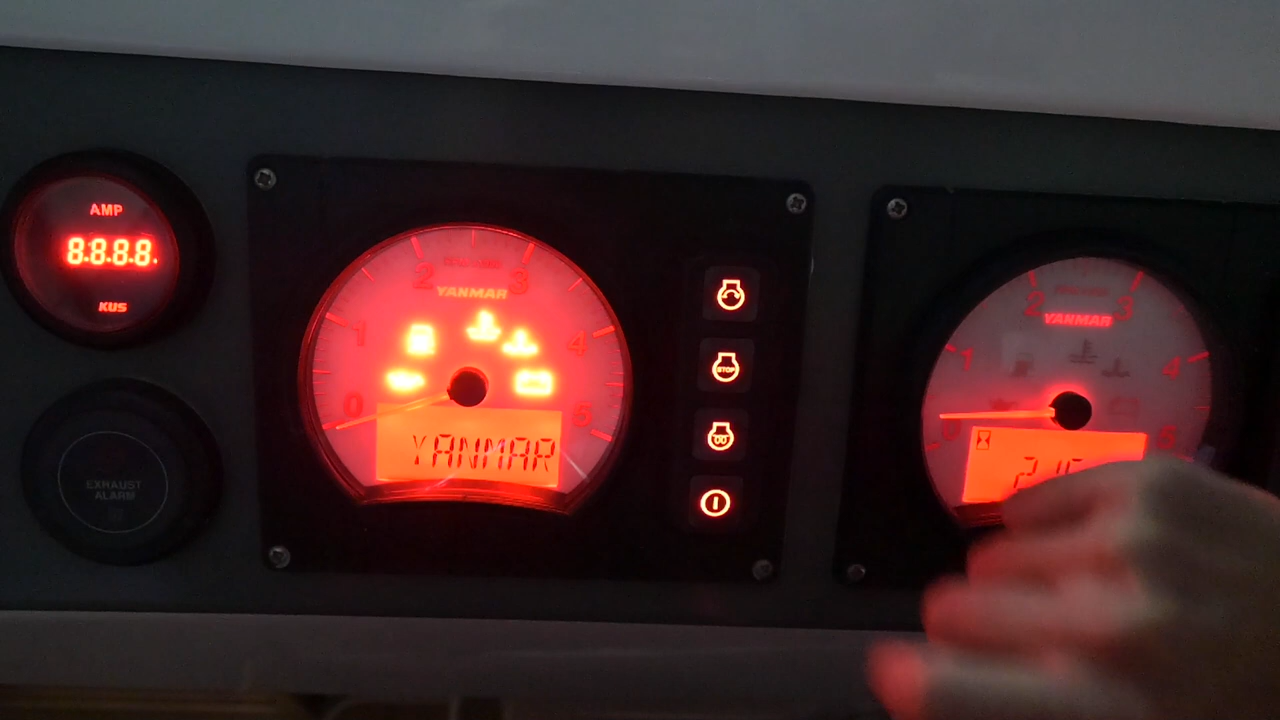 AMP
8.8.8.8.
KUS
EXHAUST
ALARM
2 3
YANMAR
1 4
0 5
YANMAR
STOP
2 3
YANMAR
1 4
0 5